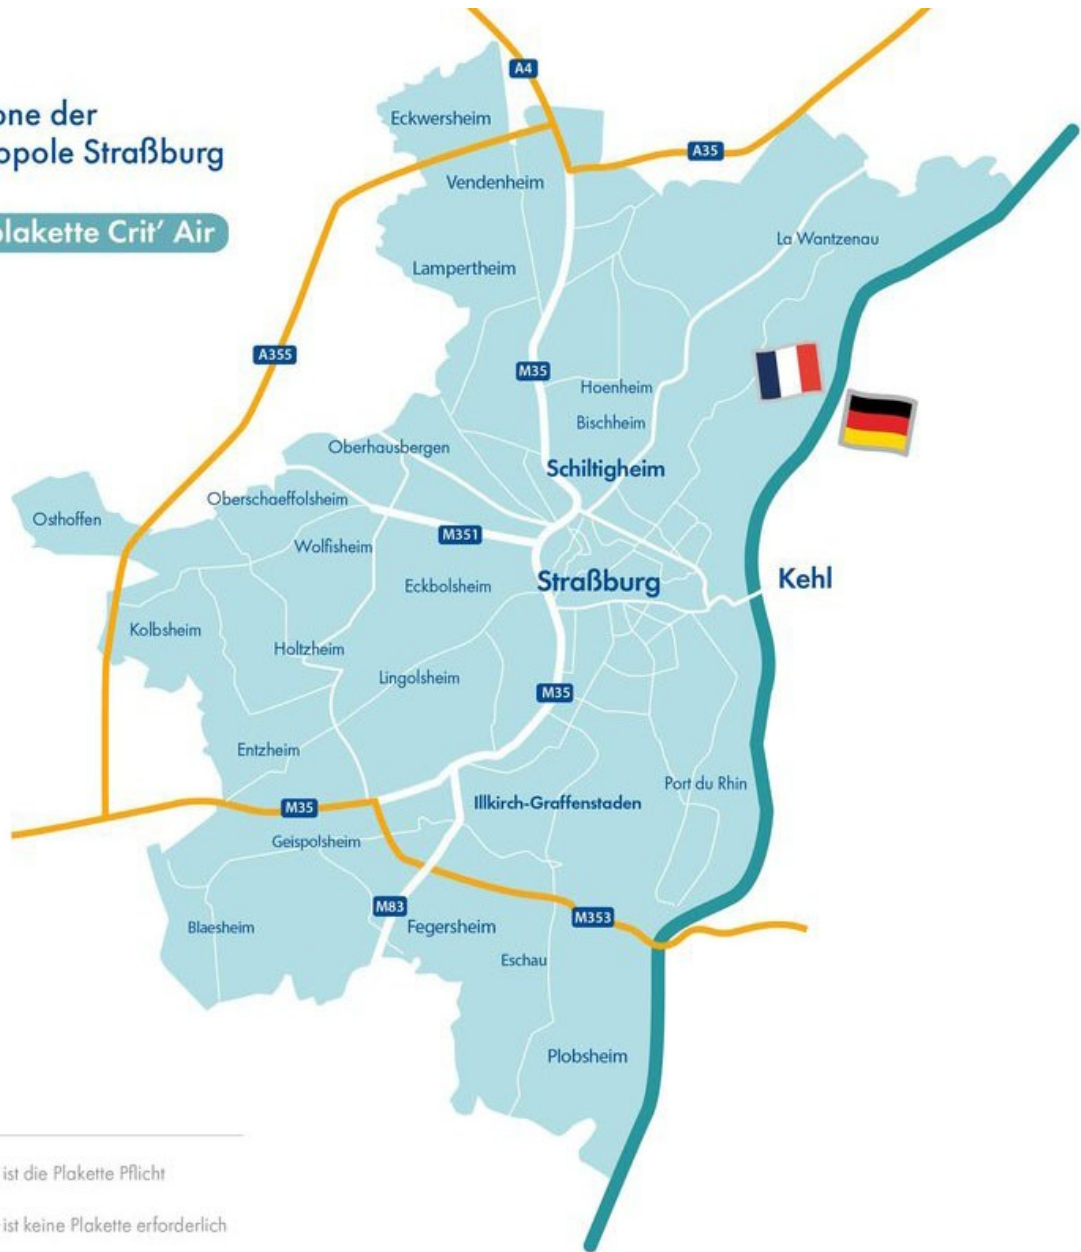 one der
opole Straßburg
plakette Crit' Air
A4
Eckwersheim
A35
Vendenheim
La Wantzenau
Lampertheim
A355
M35
Hoenheim
Bischheim
Oberhausbergen
Schiltigheim
Oberschaeffolsheim
Osthoffen
M351
Wolfisheim
Straßburg
Kehl
Eckbolsheim
Kolbsheim
Holtzheim
Lingolsheim
M35
Entzheim
Port du Rhin
M35
Illkirch-Graffenstaden
Geispolsheim
M83
M353
Blaesheim
Fegersheim
Eschau
Plobsheim
ist die Plakette Pflicht
ist keine Plakette erforderlich